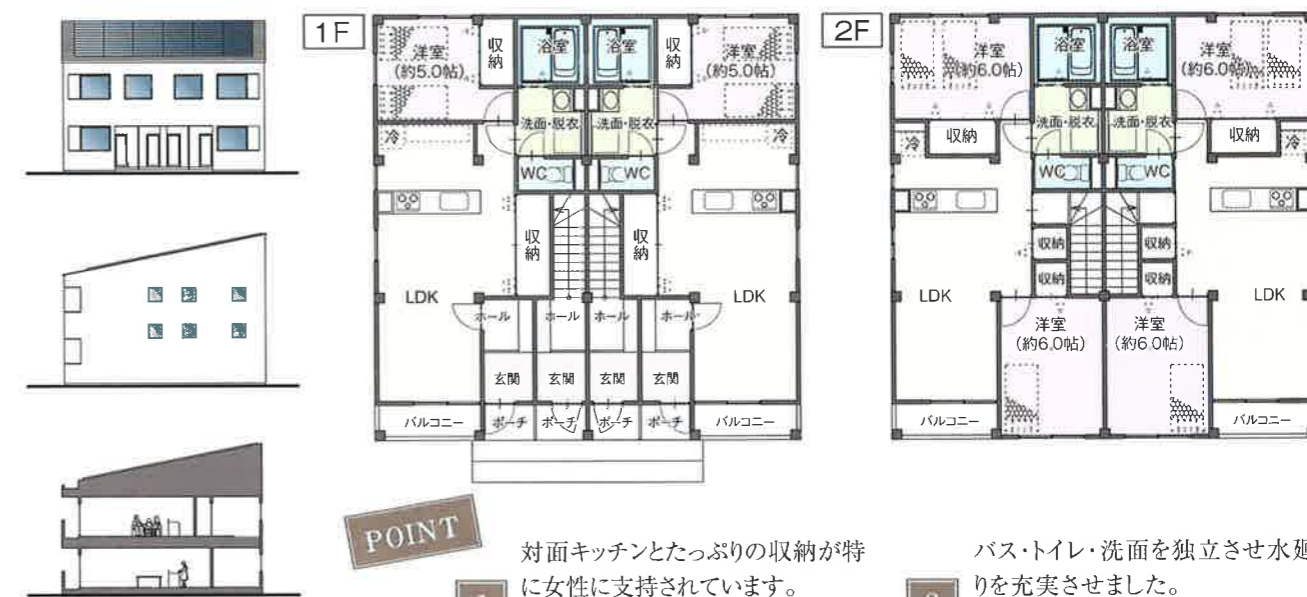 1F
洋室
(約5.0帖)
収納
浴室
浴室
収納
洋室
(約5.0帖)
冷
洗面・脱衣
洗面・脱衣
冷
WC
WC
収納
収納
LDK
LDK
ホール
ホール
ホール
ホール
玄関
玄関
玄関
玄関
バルコニー
ポーチ
ポーチ
ポーチ
ポーチ
バルコニー
2F
洋室
(約6.0帖)
浴室
浴室
洋室
(約6.0帖)
冷
収納
洗面・脱衣
洗面・脱衣
収納
冷
WC
WC
収納
収納
収納
収納
LDK
LDK
洋室
(約6.0帖)
洋室
(約6.0帖)
バルコニー
バルコニー
POINT
対面キッチンとたっぷりの収納が特
に女性に支持されています。
バス・トイレ・洗面を独立させ水廻
りを充実させました。